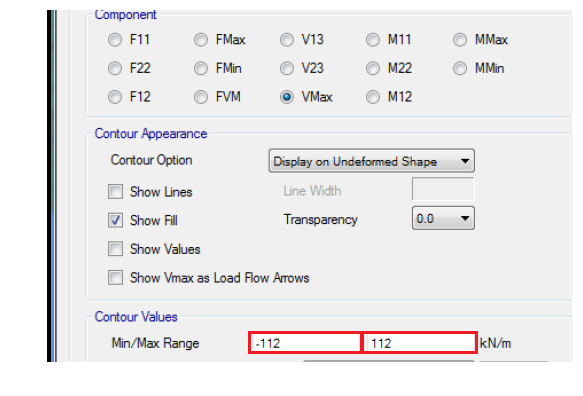 Component
F11 FMax V13 M11 MMax
F22 FMin V23 M22 MMin
F12 FVM VMax M12
Contour Appearance
Contour Option Display on Undeformed Shape
Show Lines Line Width
Show Fill Transparency 0.0
Show Values
Show Vmax as Load Flow Arrows
Contour Values
Min/Max Range -112 112 kN/m